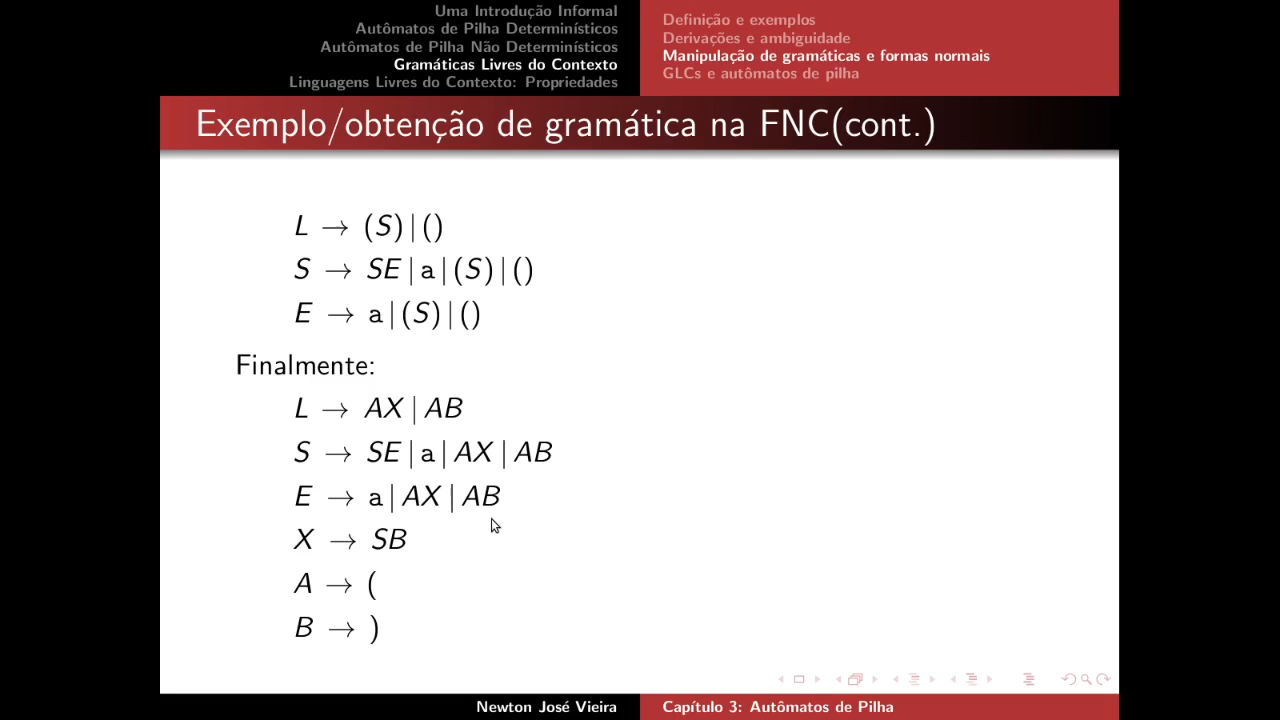 Uma Introdução Informal
Autômatos de Pilha Determinísticos
Autômatos de Pilha Não Determinísticos
Gramáticas Livres do Contexto
Linguagens Livres do Contexto: Propriedades
Definição e exemplos
Derivações e ambiguidade
Manipulação de gramáticas e formas normais
GLCs e autômatos de pilha
Exemplo/obtenção de gramática na FNC(cont.)
L → (S) | ()
S → SE | a | (S) | ()
E → a | (S) | ()
Finalmente:
L → AX | AB
S → SE | a | AX | AB
E → a | AX | AB
X → SB
A → (
B → )
Newton José Vieira
Capítulo 3: Autômatos de Pilha